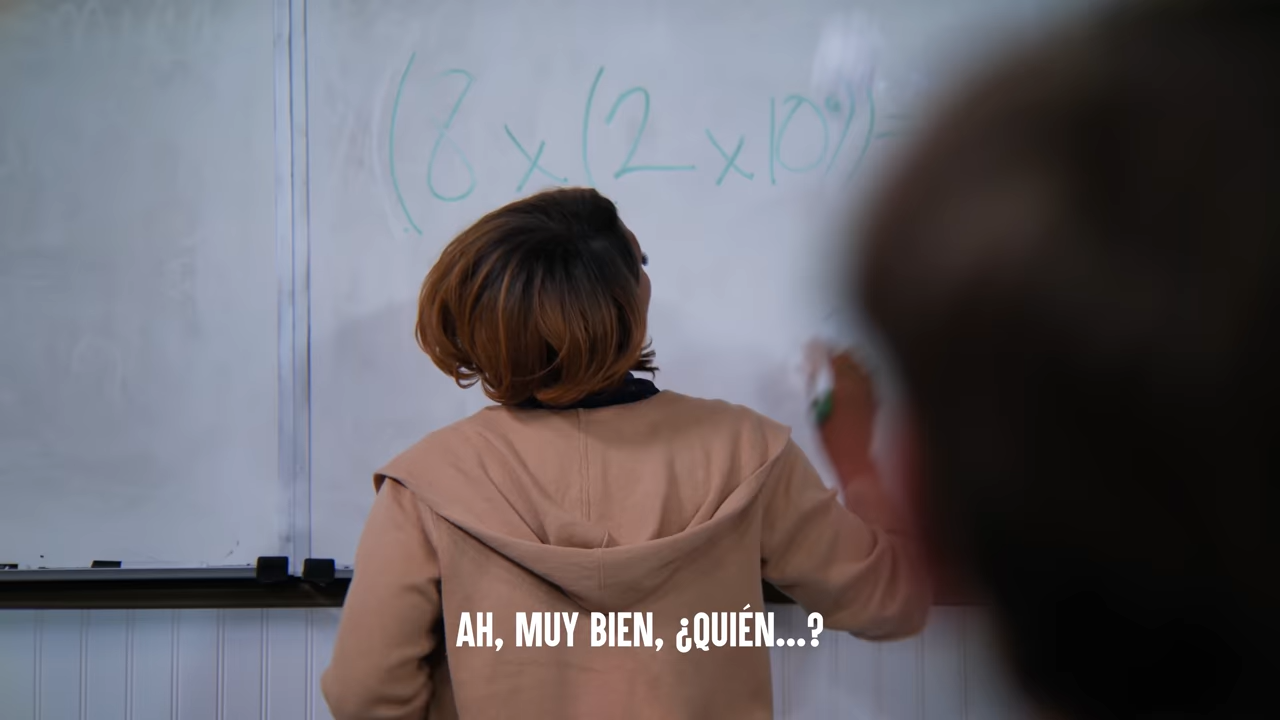 (8 x (2 x 10⁹)) =
AH, MUY BIEN, ¿QUIÉN...?